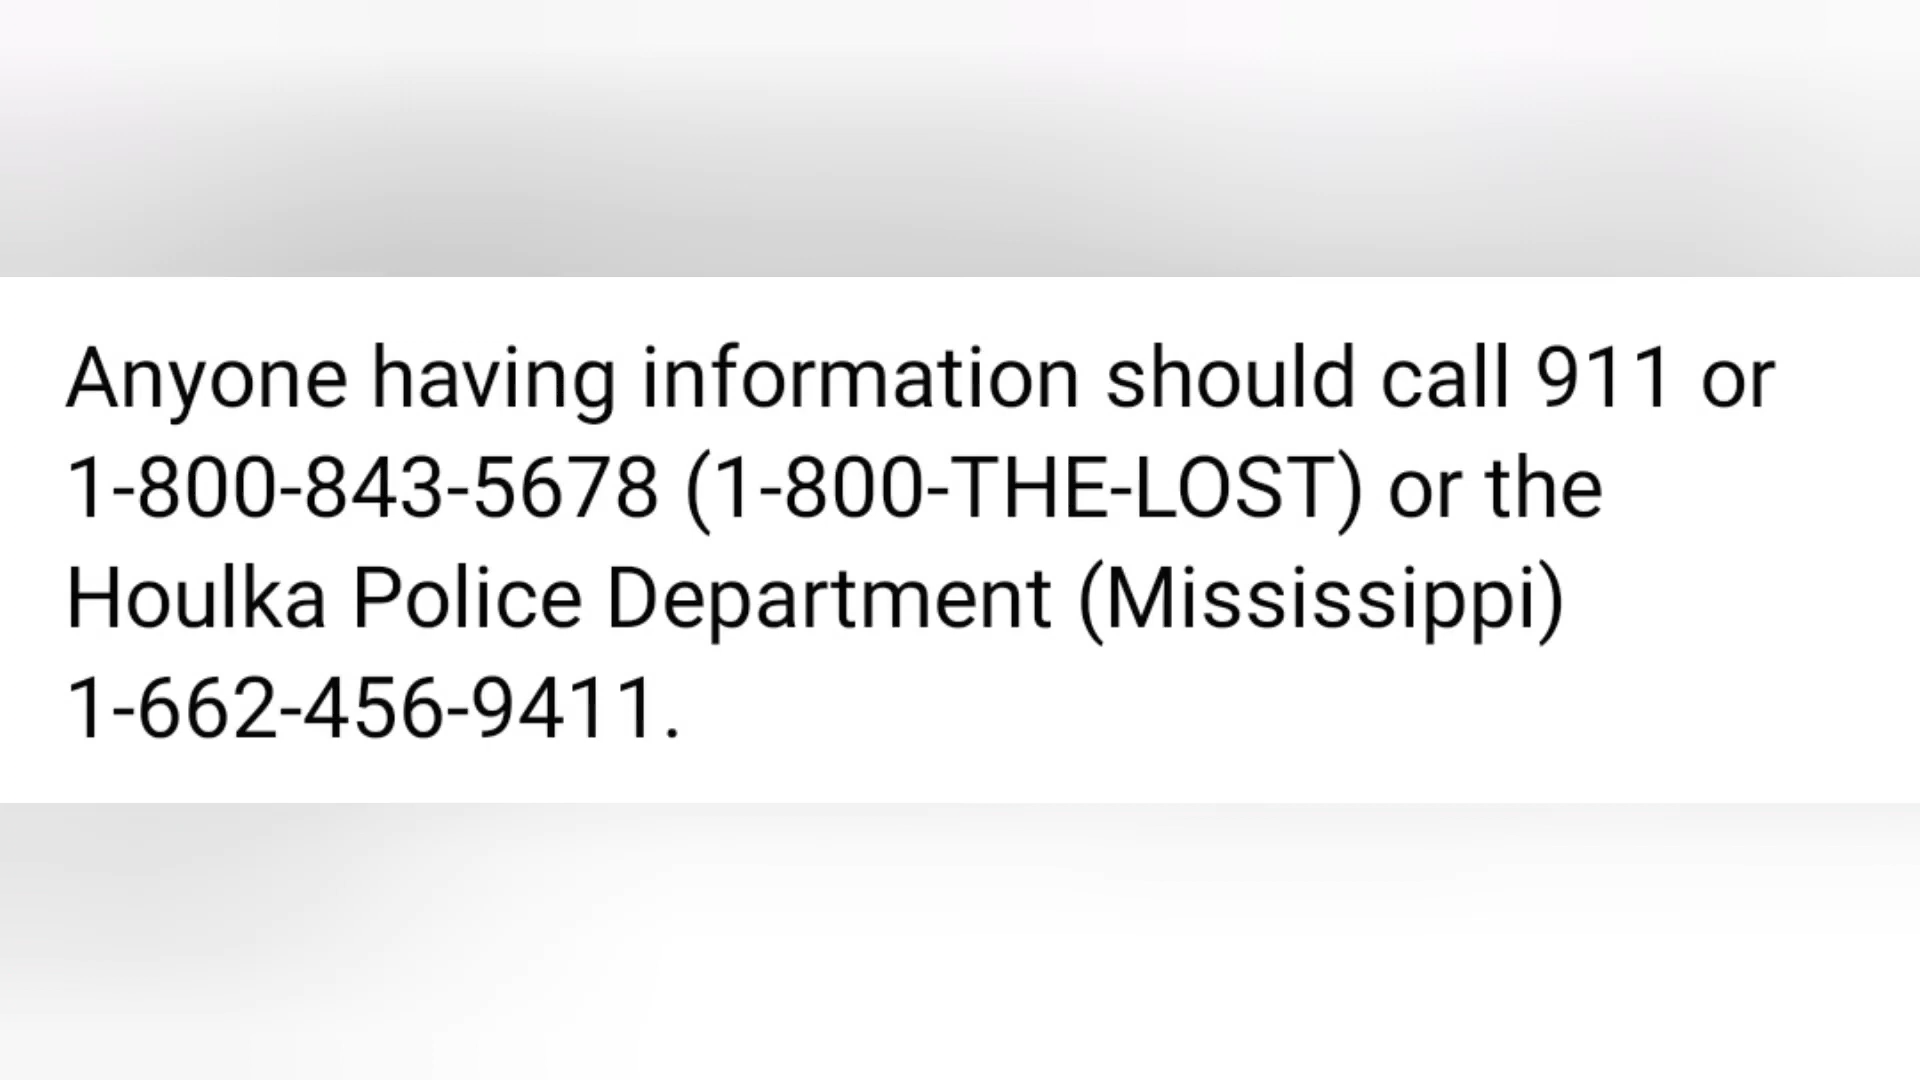 Anyone having information should call 911 or
1-800-843-5678 (1-800-THE-LOST) or the
Houlka Police Department (Mississippi)
1-662-456-9411.